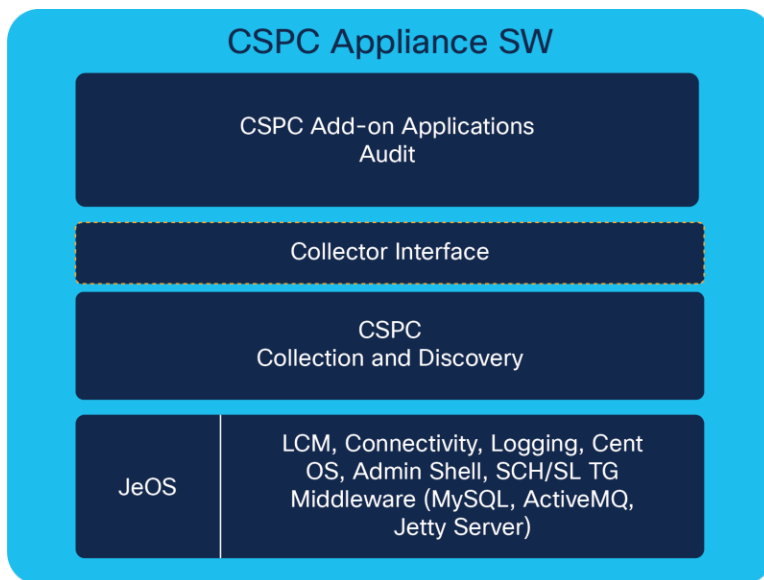 CSPC Appliance SW
CSPC Add-on Applications
Audit
Collector Interface
CSPC
Collection and Discovery
JeOS
LCM, Connectivity, Logging, Cent
OS, Admin Shell, SCH/SL TG
Middleware (MySQL, ActiveMQ,
Jetty Server)